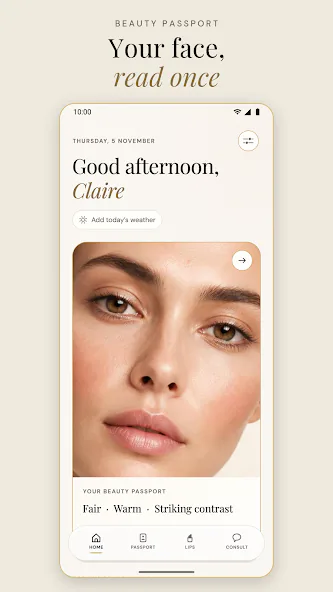 BEAUTY PASSPORT
Your face,
read once
10:00
THURSDAY, 5 NOVEMBER
Good afternoon,
Claire
Add today's weather
YOUR BEAUTY PASSPORT
Fair · Warm · Striking contrast
HOME PASSPORT LIPS CONSULT